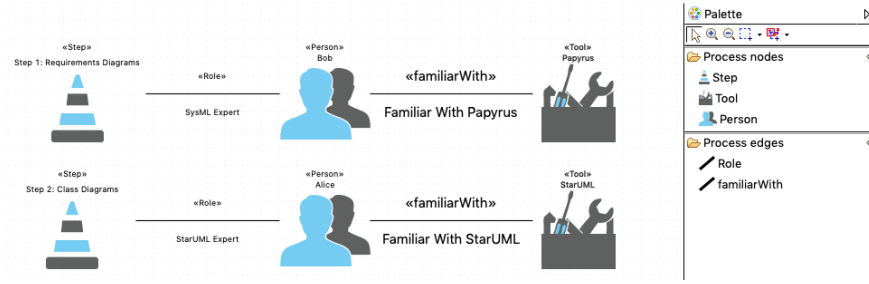 «Step»
Step 1: Requirements Diagrams
«Role»
SysML Expert
«Person»
Bob
«familiarWith»
Familiar With Papyrus
«Tool»
Papyrus
«Step»
Step 2: Class Diagrams
«Role»
StarUML Expert
«Person»
Alice
«familiarWith»
Familiar With StarUML
«Tool»
StarUML
Palette
Process nodes
Step
Tool
Person
Process edges
Role
familiarWith